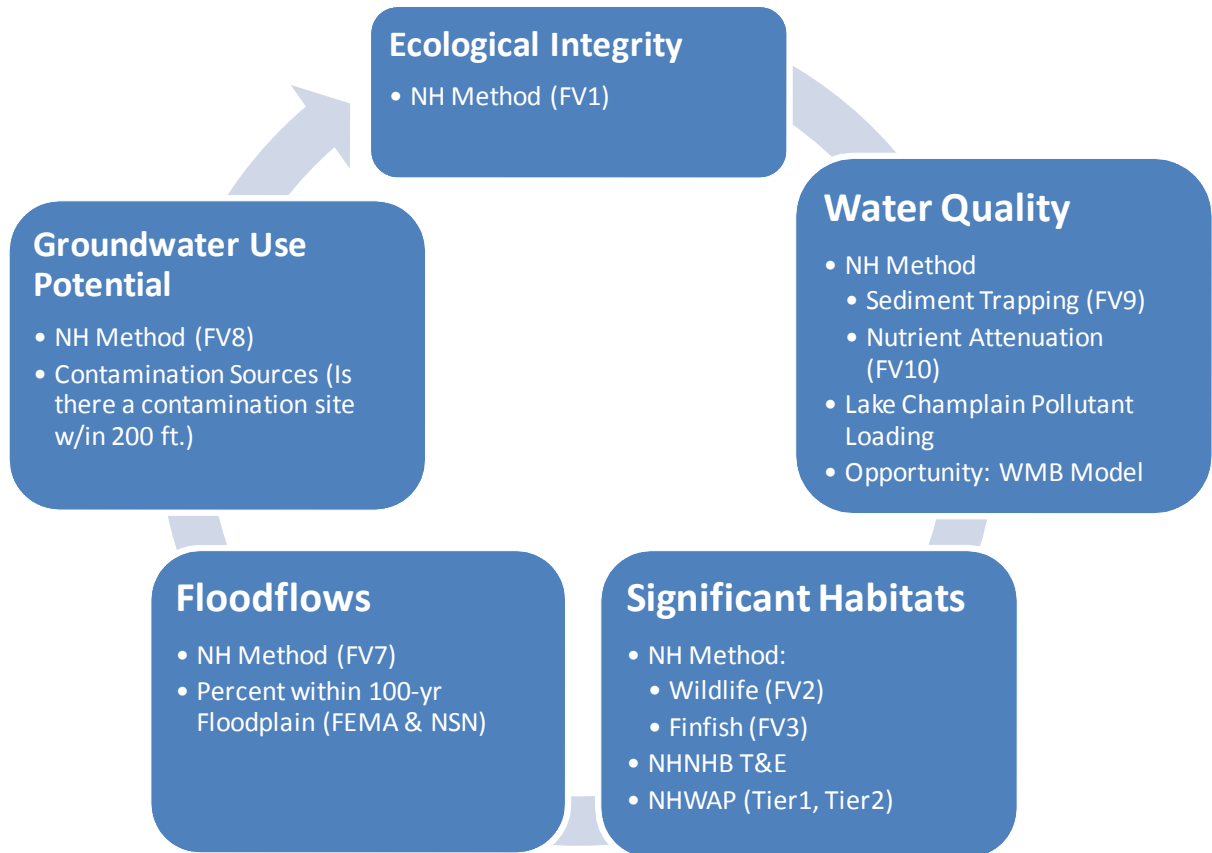 Ecological Integrity
• NH Method (FV1)
Water Quality
• NH Method
• Sediment Trapping (FV9)
• Nutrient Attenuation
(FV10)
• Lake Champlain Pollutant
Loading
• Opportunity: WMB Model
Significant Habitats
• NH Method:
• Wildlife (FV2)
• Finfish (FV3)
• NHNHB T&E
• NHWAP (Tier1, Tier2)
Floodflows
• NH Method (FV7)
• Percent within 100-yr
Floodplain (FEMA & NSN)
Groundwater Use
Potential
• NH Method (FV8)
• Contamination Sources (Is
there a contamination site
w/in 200 ft.)